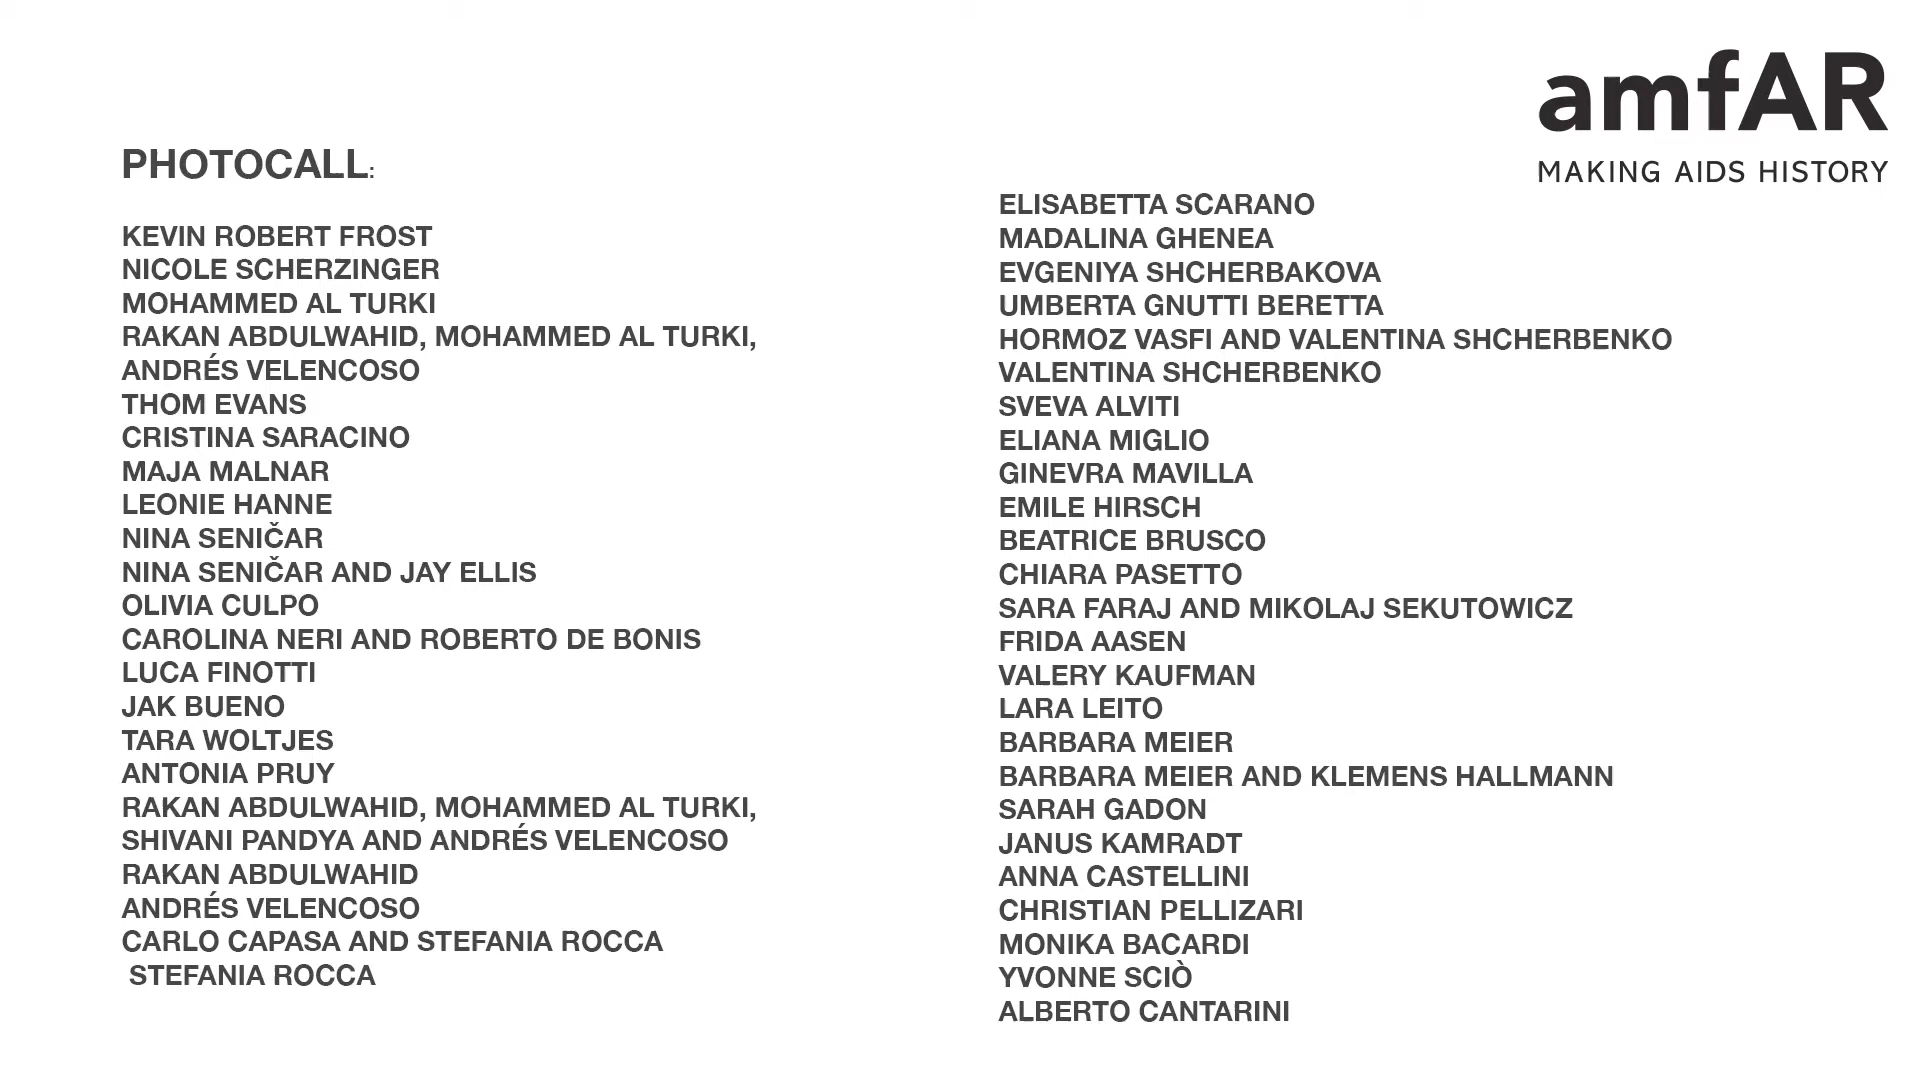 amfAR
MAKING AIDS HISTORY
PHOTOCALL:
KEVIN ROBERT FROST
NICOLE SCHERZINGER
MOHAMMED AL TURKI
RAKAN ABDULWAHID, MOHAMMED AL TURKI,
ANDRÉS VELENCOSO
THOM EVANS
CRISTINA SARACINO
MAJA MALNAR
LEONIE HANNE
NINA SENIČAR
NINA SENIČAR AND JAY ELLIS
OLIVIA CULPO
CAROLINA NERI AND ROBERTO DE BONIS
LUCA FINOTTI
JAK BUENO
TARA WOLTJES
ANTONIA PRUY
RAKAN ABDULWAHID, MOHAMMED AL TURKI,
SHIVANI PANDYA AND ANDRÉS VELENCOSO
RAKAN ABDULWAHID
ANDRÉS VELENCOSO
CARLO CAPASA AND STEFANIA ROCCA
STEFANIA ROCCA
ELISABETTA SCARANO
MADALINA GHENEA
EVGENIYA SHCHERBAKOVA
UMBERTA GNUTTI BERETTA
HORMOZ VASFI AND VALENTINA SHCHERBENKO
VALENTINA SHCHERBENKO
SVEVA ALVITI
ELIANA MIGLIO
GINEVRA MAVILLA
EMILE HIRSCH
BEATRICE BRUSCO
CHIARA PASETTO
SARA FARAJ AND MIKOLAJ SEKUTOWICZ
FRIDA AASEN
VALERY KAUFMAN
LARA LEITO
BARBARA MEIER
BARBARA MEIER AND KLEMENS HALLMANN
SARAH GADON
JANUS KAMRADT
ANNA CASTELLINI
CHRISTIAN PELLIZARI
MONIKA BACARDI
YVONNE SCIÒ
ALBERTO CANTARINI